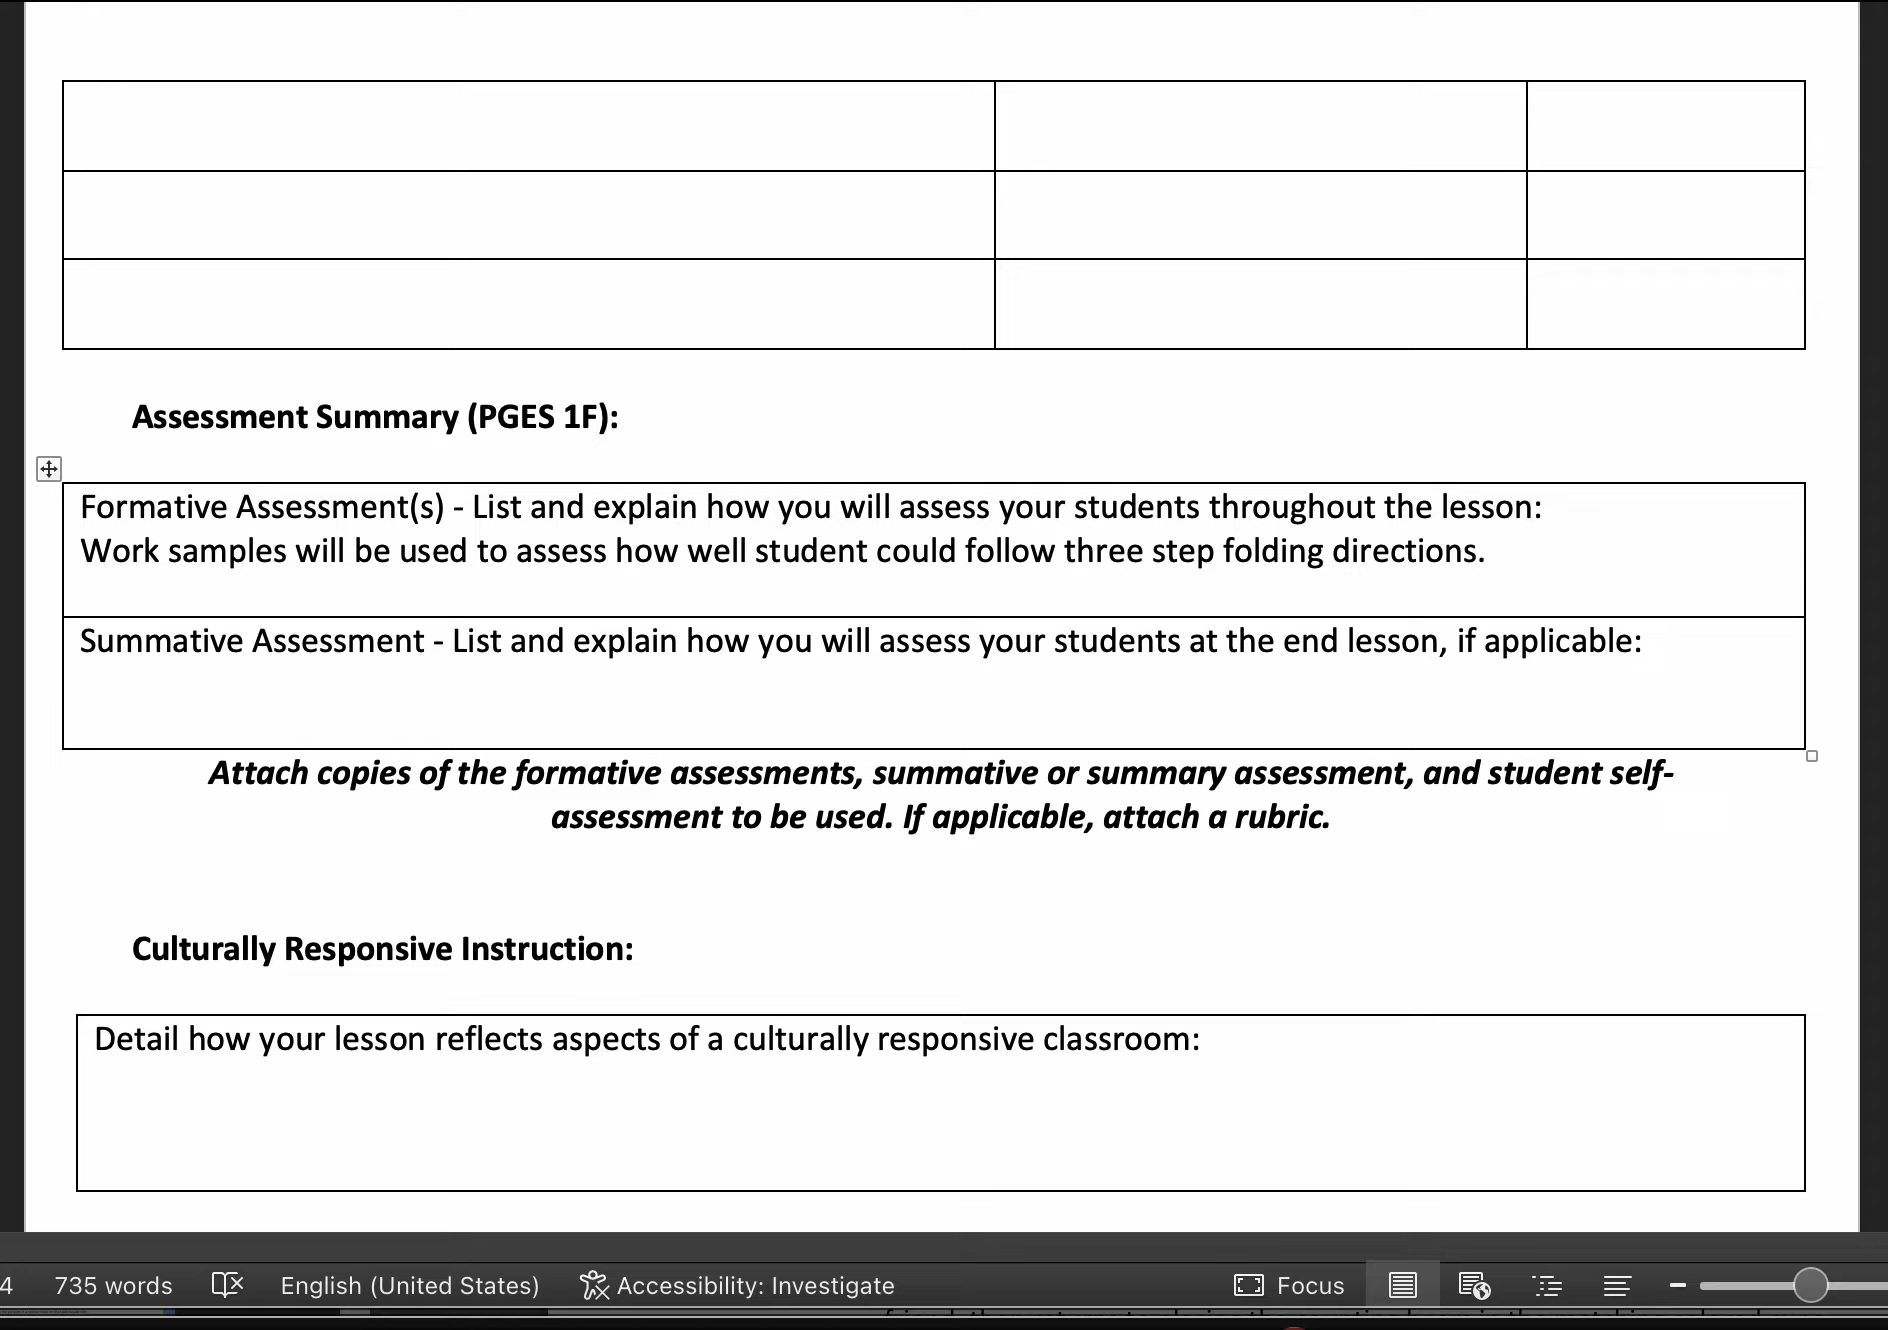 Assessment Summary (PGES 1F):
Formative Assessment(s) - List and explain how you will assess your students throughout the lesson:
Work samples will be used to assess how well student could follow three step folding directions.
Summative Assessment - List and explain how you will assess your students at the end lesson, if applicable:
Attach copies of the formative assessments, summative or summary assessment, and student self-
assessment to be used. If applicable, attach a rubric.
Culturally Responsive Instruction:
Detail how your lesson reflects aspects of a culturally responsive classroom:
4 735 words English (United States) Accessibility: Investigate Focus